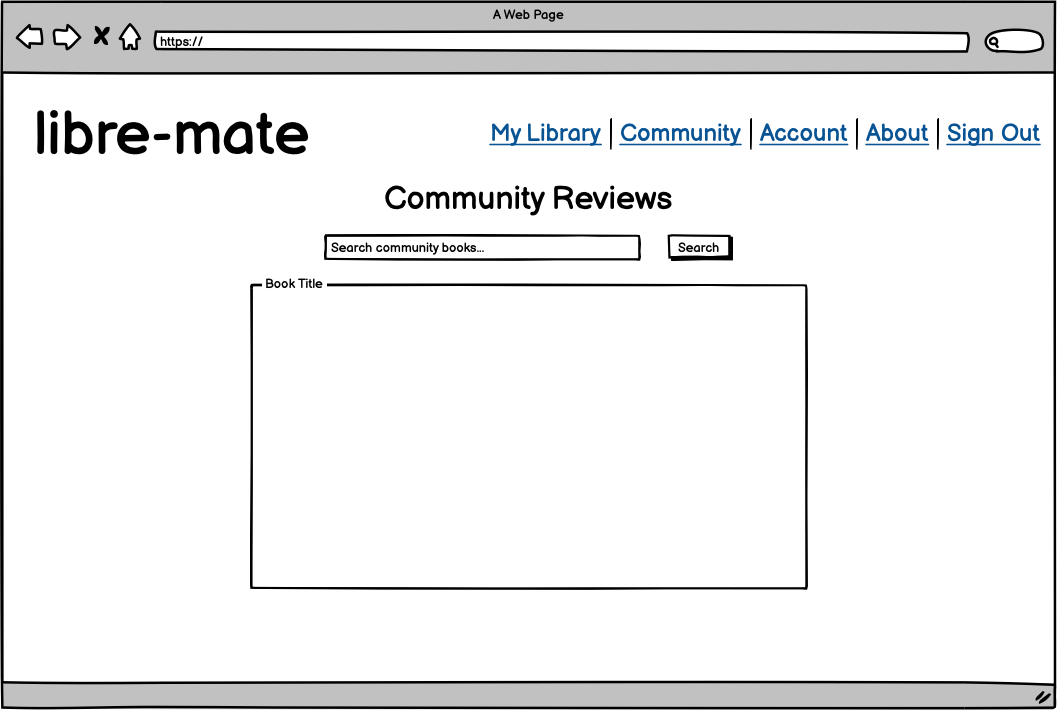 A Web Page
https://
libre-mate
My Library | Community | Account | About | Sign Out
Community Reviews
Search community books... Search
Book Title